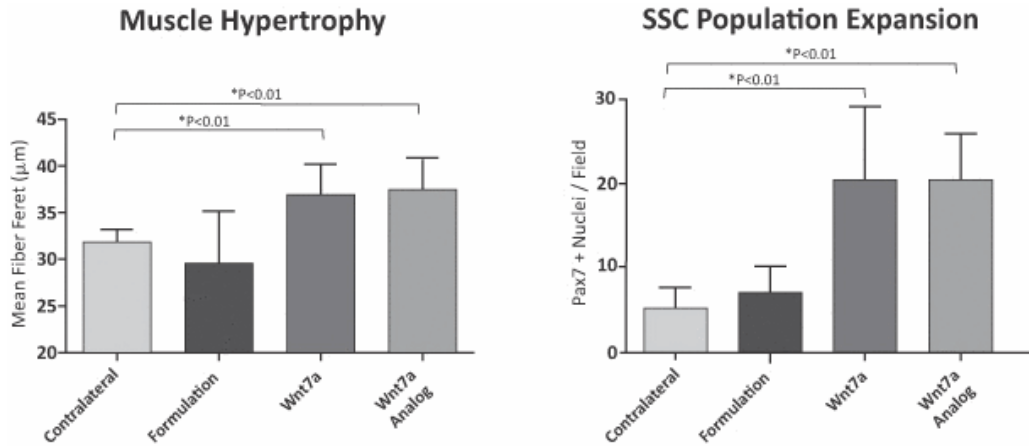 Muscle Hypertrophy
*P<0.01
*P<0.01
Mean Fiber Feret (µm)
45
40
35
30
25
20
Contralateral
Formulation
Wnt7a
Wnt7a
Analog
SSC Population Expansion
*P<0.01
*P<0.01
Pax7 + Nuclei / Field
30
20
10
0
Contralateral
Formulation
Wnt7a
Wnt7a
Analog